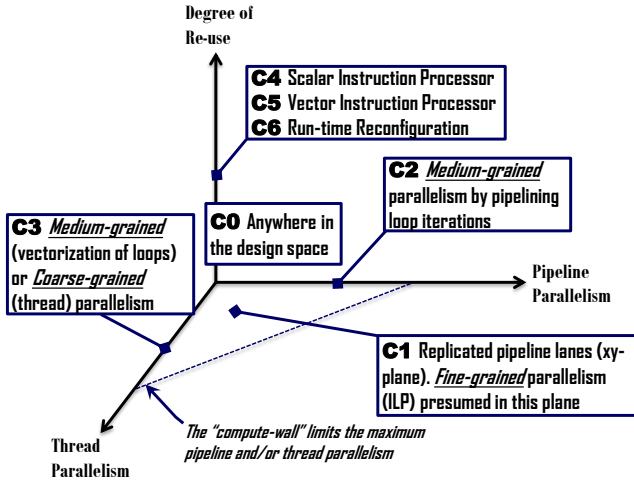 Degree of
Re-use
C4 Scalar Instruction Processor
C5 Vector Instruction Processor
C6 Run-time Reconfiguration
C2 Medium-grained
parallelism by pipelining
loop iterations
C3 Medium-grained
(vectorization of loops)
or Coarse-grained
(thread) parallelism
C0 Anywhere in
the design space
Pipeline
Parallelism
C1 Replicated pipeline lanes (xy-
plane). Fine-grained parallelism
(ILP) presumed in this plane
The "compute-wall" limits the maximum
pipeline and/or thread parallelism
Thread
Parallelism